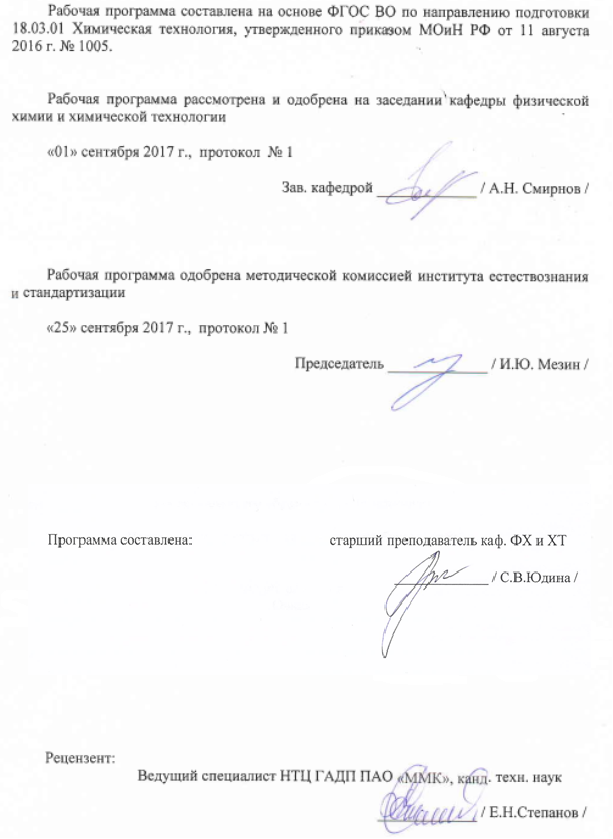 Рабочая программа составлена на основе ФГОС ВО по направлению подготовки
18.03.01 Химическая технология, утвержденного приказом МОиН РФ от 11 августа
2016 г. № 1005.
Рабочая программа рассмотрена и одобрена на заседании кафедры физической
химии и химической технологии
«01» сентября 2017 г., протокол № 1
Зав. кафедрой ______________ / А.Н. Смирнов /
Рабочая программа одобрена методической комиссией института естествознания
и стандартизации
«25» сентября 2017 г., протокол № 1
Председатель ______________ / И.Ю. Мезин /
Программа составлена: старший преподаватель каф. ФХ и ХТ
______________ / С.В.Юдина /
Рецензент:
Ведущий специалист НТЦ ГАДП ПАО «ММК», канд. техн. наук
______________ / Е.Н.Степанов /